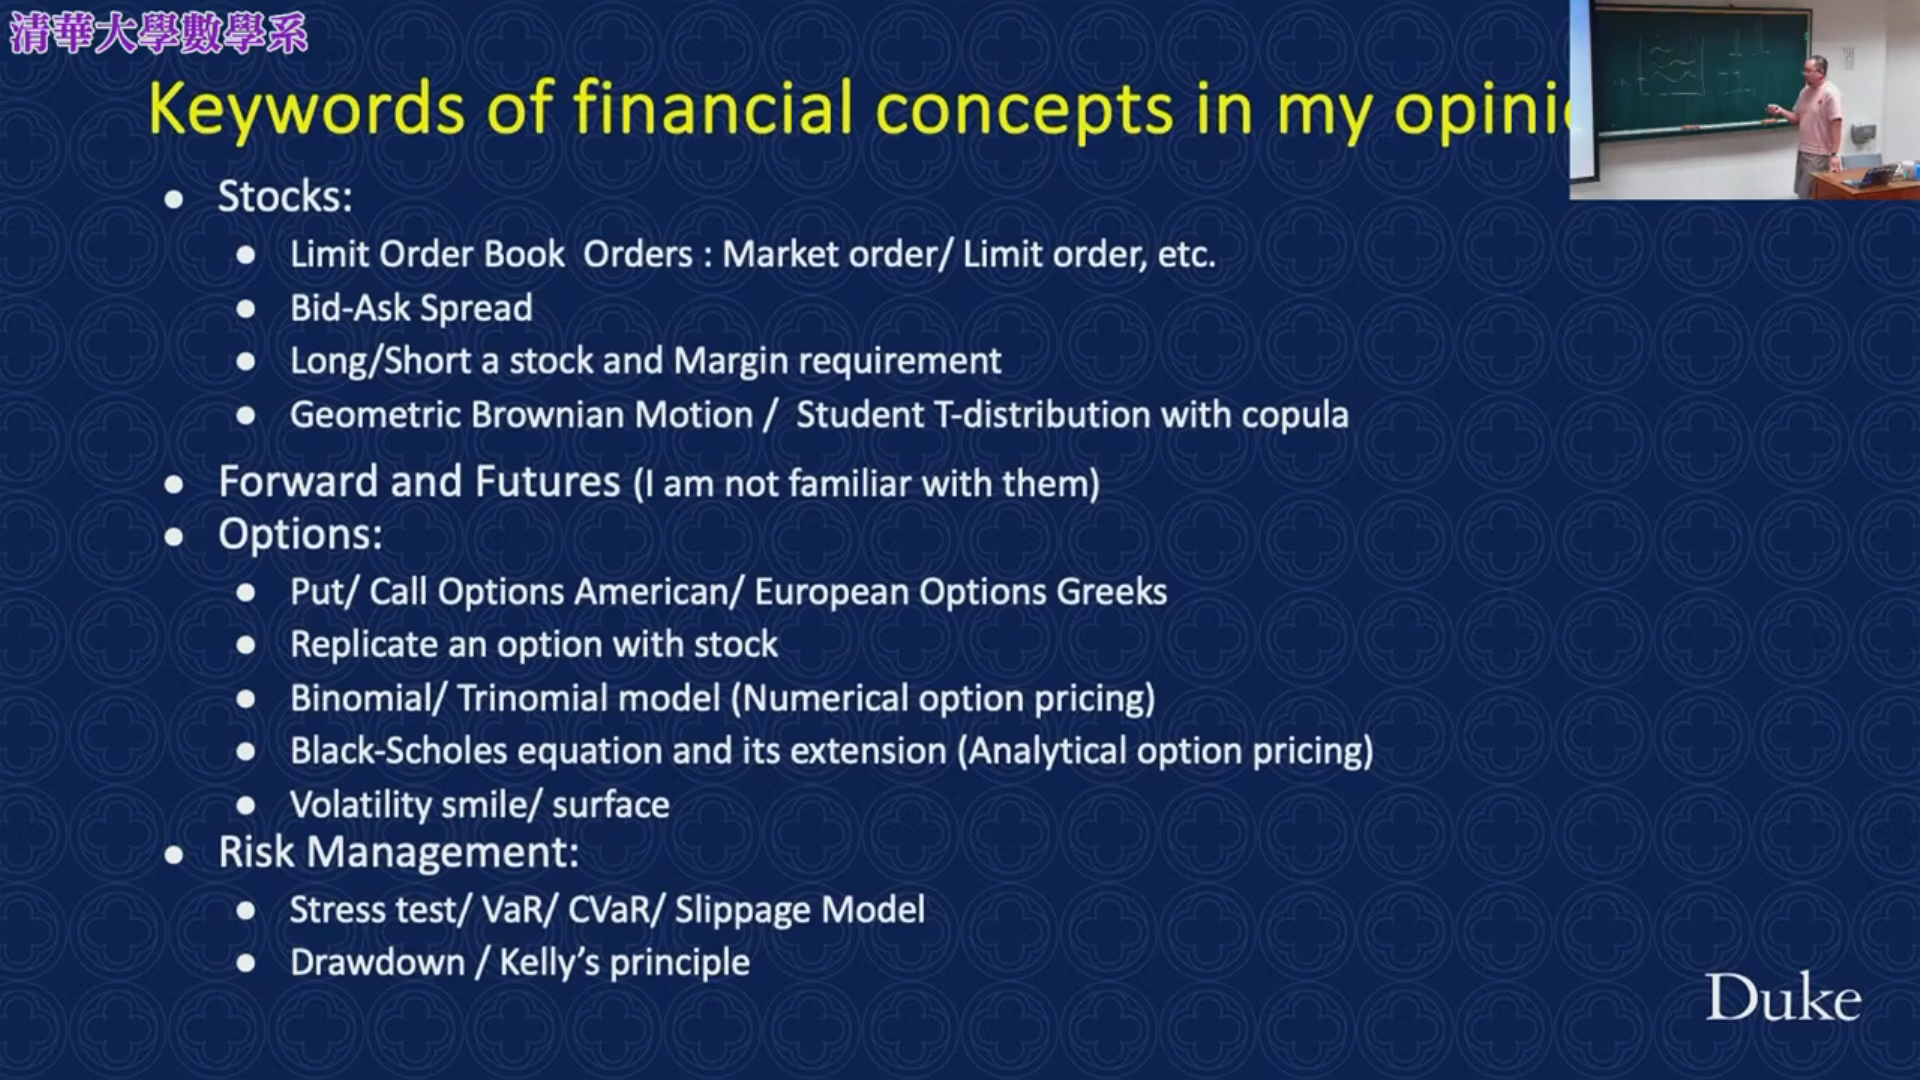 清華大學數學系
Keywords of financial concepts in my opini
Stocks:
Limit Order Book Orders : Market order/ Limit order, etc.
Bid-Ask Spread
Long/Short a stock and Margin requirement
Geometric Brownian Motion / Student T-distribution with copula
Forward and Futures (I am not familiar with them)
Options:
Put/ Call Options American/ European Options Greeks
Replicate an option with stock
Binomial/ Trinomial model (Numerical option pricing)
Black-Scholes equation and its extension (Analytical option pricing)
Volatility smile/ surface
Risk Management:
Stress test/ VaR/ CVaR/ Slippage Model
Drawdown / Kelly’s principle
Duke